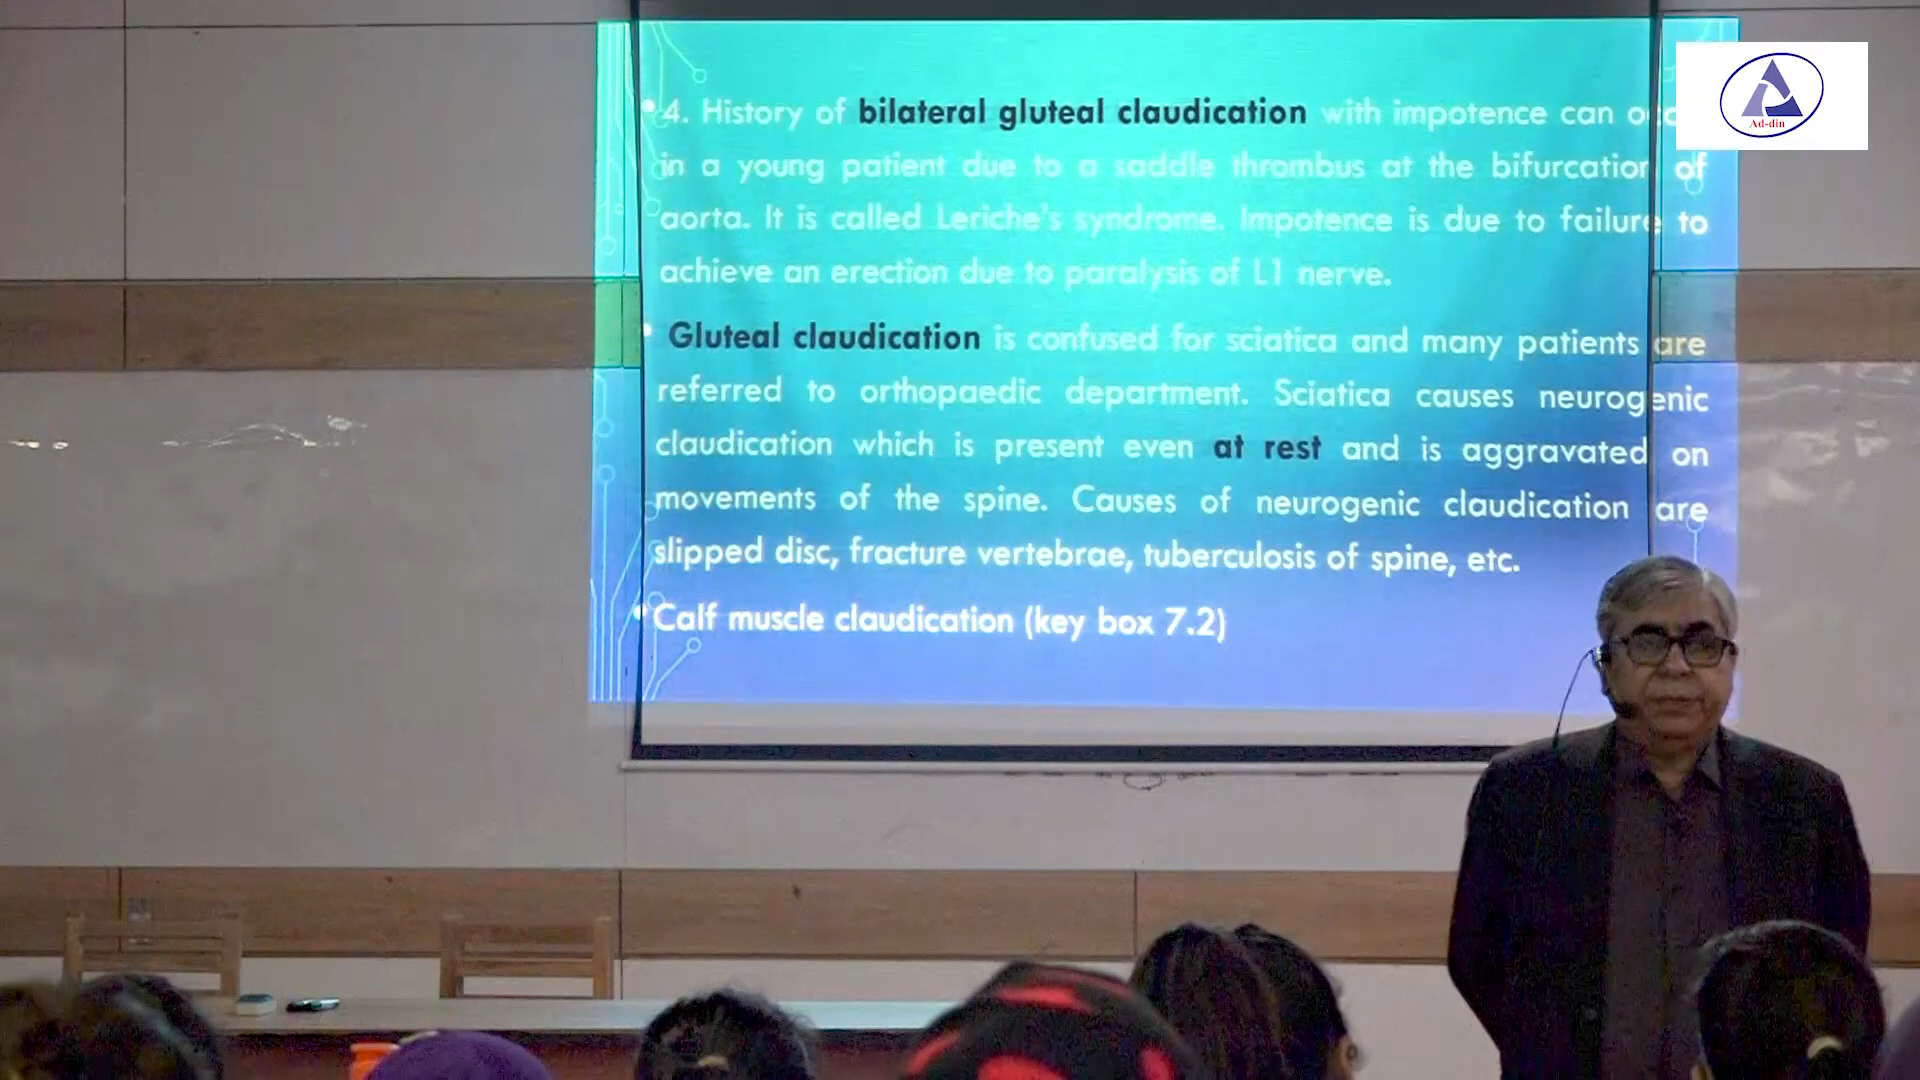 4. History of bilateral gluteal claudication with impotence can
in a young patient due to a saddle thrombus at the bifurcation of
aorta. It is called Leriche's syndrome. Impotence is due to failure to
achieve an erection due to paralysis of L1 nerve.
Gluteal claudication is confused for sciatica and many patients are
referred to orthopaedic department. Sciatica causes neurogenic
claudication which is present even at rest and is aggravated on
movements of the spine. Causes of neurogenic claudication are
slipped disc, fracture vertebrae, tuberculosis of spine, etc.
Calf muscle claudication (key box 7.2)
Ad-din